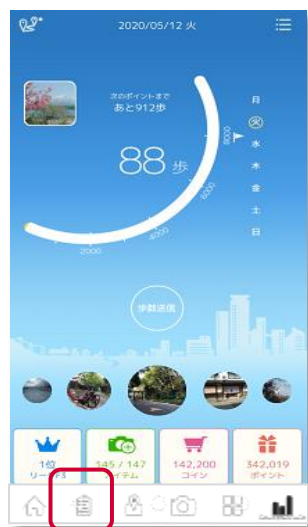 2020/05/12 火
次のポイントまで
あと912歩
88 歩
月
火
水
木
金
土
日
8000
6000
4000
2000
歩数送信
1位
145 / 147
アイテム
142,200
コイン
342,019
ポイント